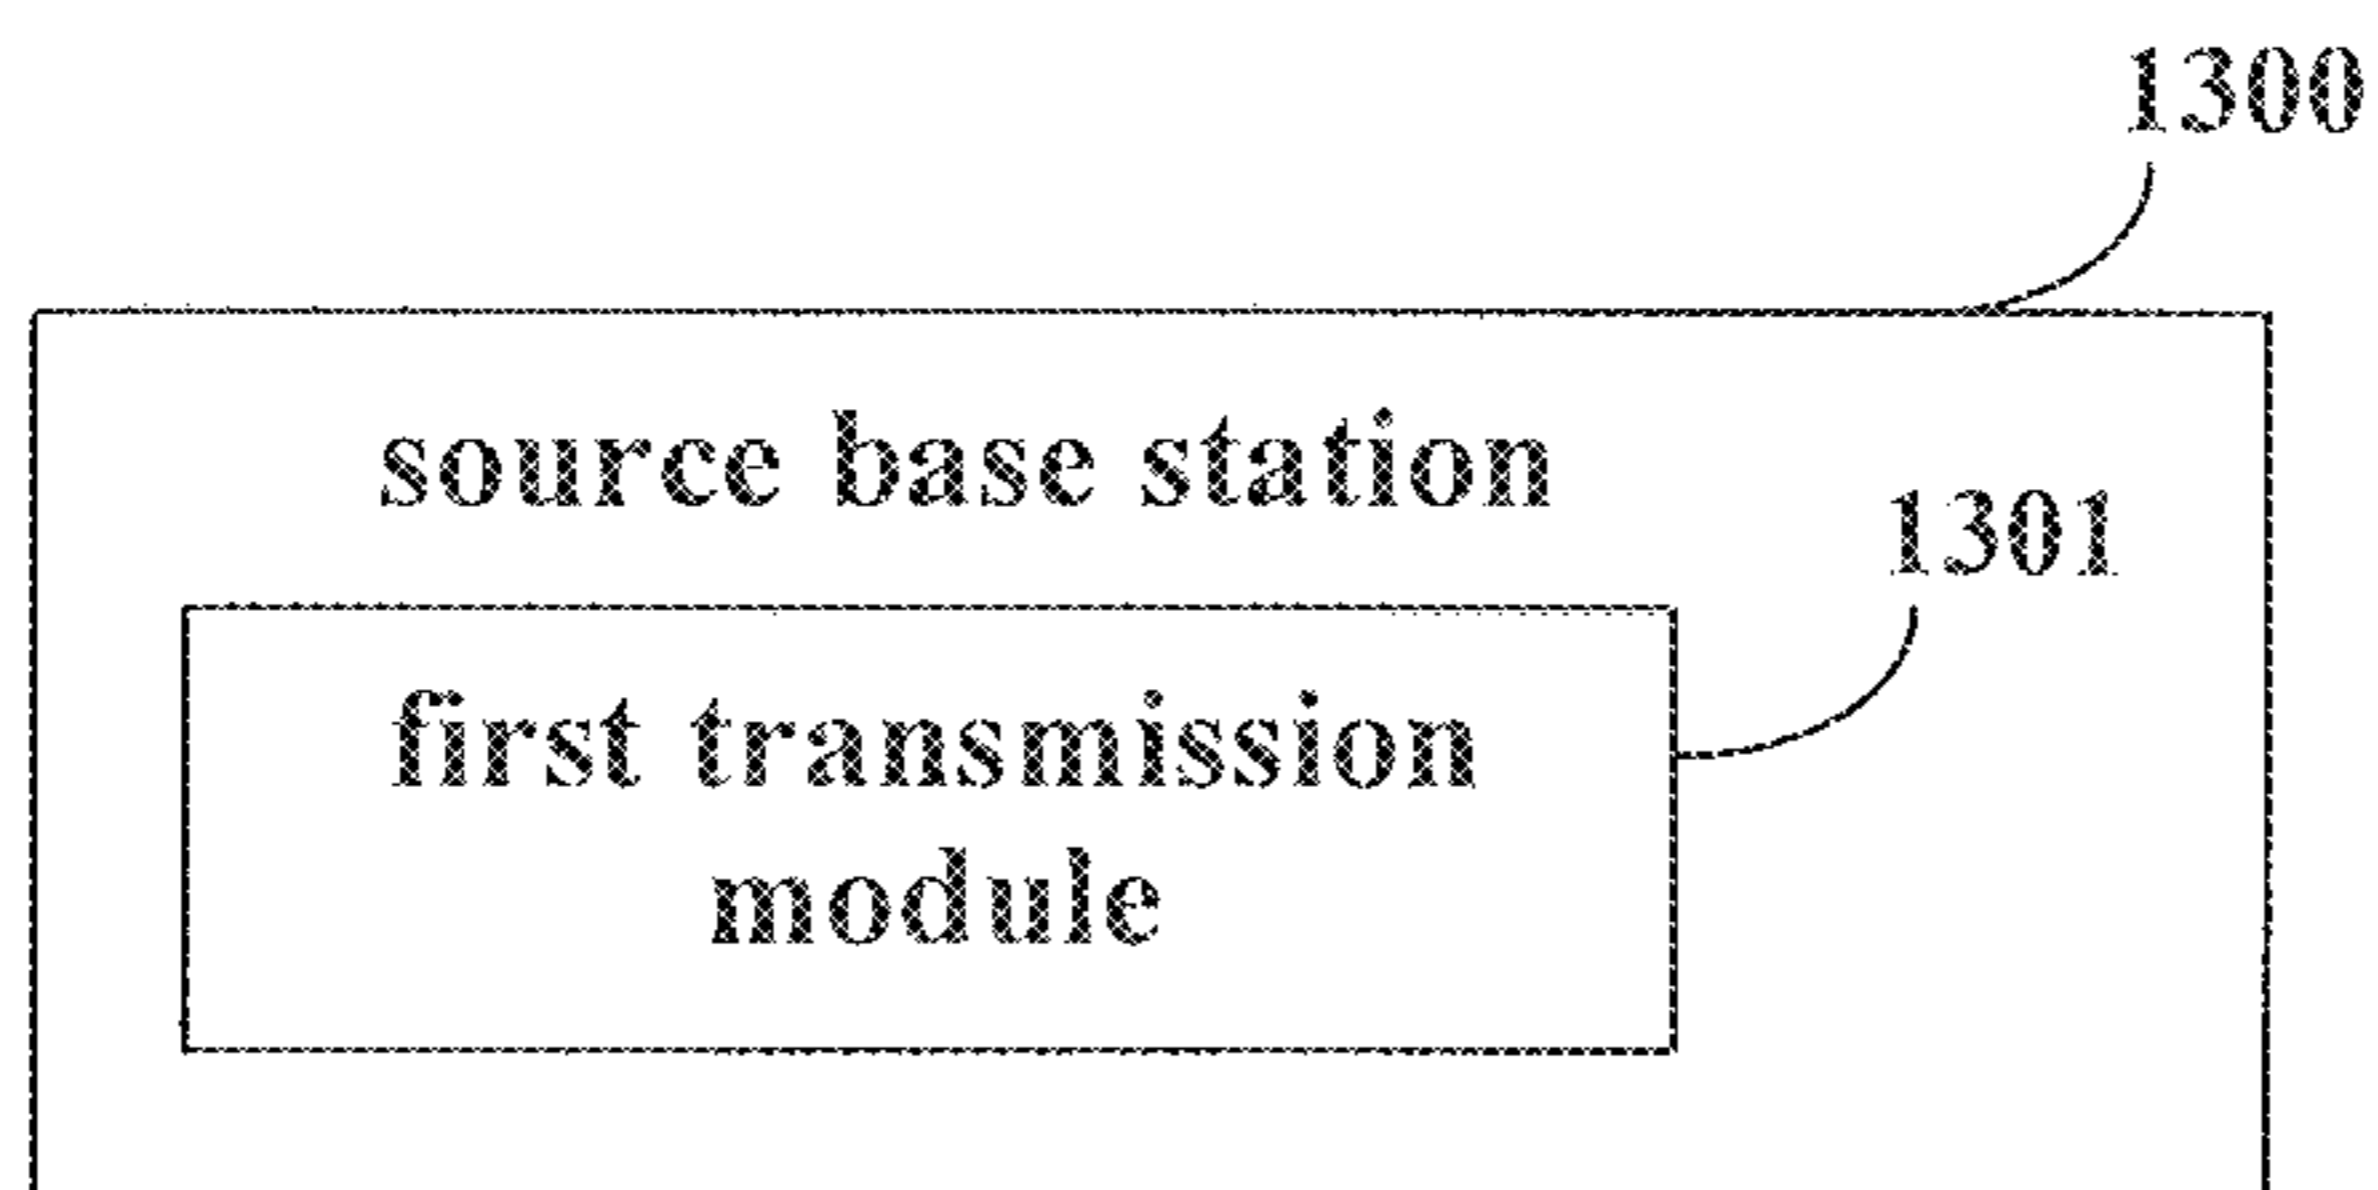 1300
source base station
1301
first transmission
module